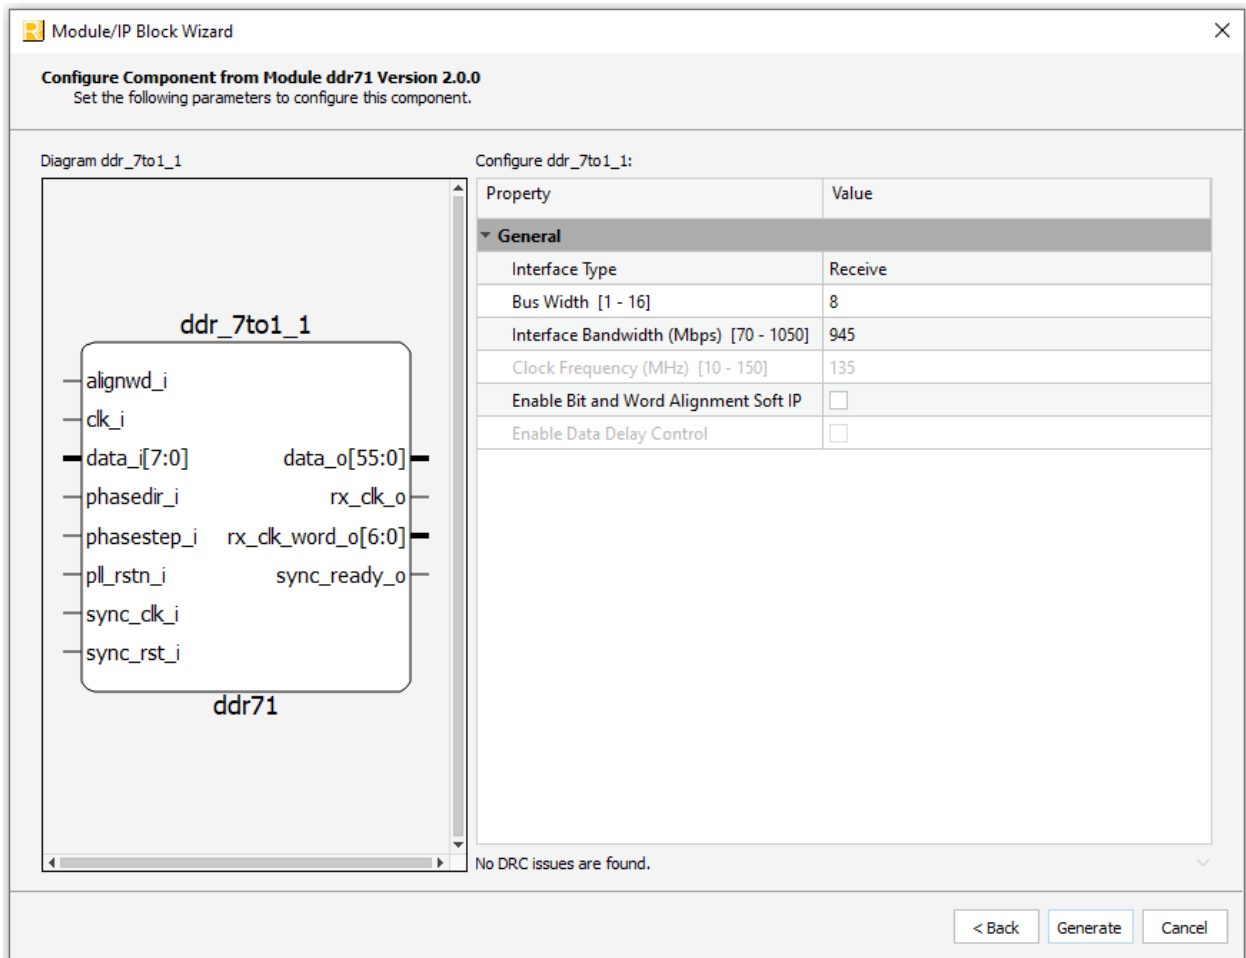 Module/IP Block Wizard
Configure Component from Module ddr71 Version 2.0.0
Set the following parameters to configure this component.
Diagram ddr_7to1_1
Configure ddr_7to1_1:
Property Value
General
Interface Type Receive
Bus Width [1 - 16] 8
Interface Bandwidth (Mbps) [70 - 1050] 945
Clock Frequency (MHz) [10 - 150] 135
Enable Bit and Word Alignment Soft IP
Enable Data Delay Control
ddr_7to1_1
alignwd_i
clk_i
data_i[7:0] data_o[55:0]
phasedir_i rx_clk_o
phasestep_i rx_clk_word_o[6:0]
pll_rstn_i sync_ready_o
sync_clk_i
sync_rst_i
ddr71
No DRC issues are found.
< Back Generate Cancel